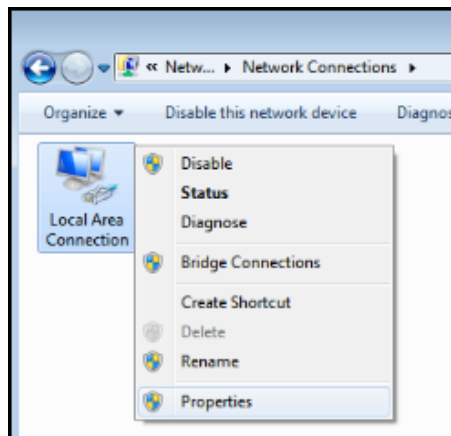 « Netw... ▸ Network Connections ▸
Organize ▾ Disable this network device Diagnos
Local Area
Connection
Disable
Status
Diagnose
Bridge Connections
Create Shortcut
Delete
Rename
Properties